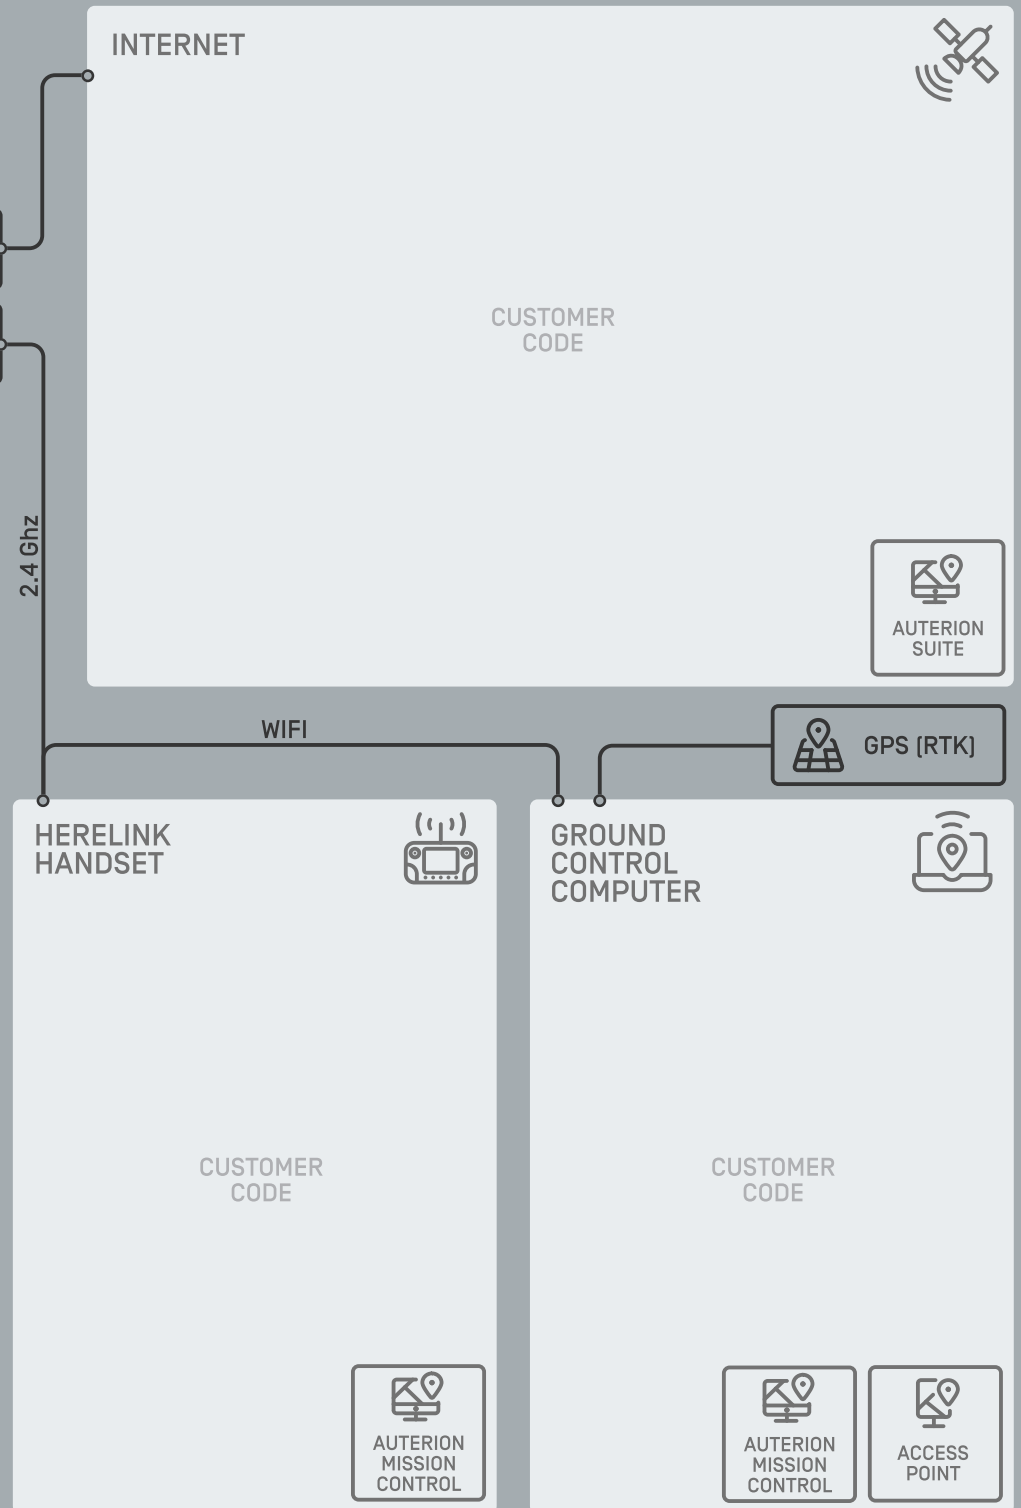 INTERNET
CUSTOMER
CODE
AUTERION
SUITE
2.4 Ghz
WIFI
GPS (RTK)
HERELINK
HANDSET
CUSTOMER
CODE
AUTERION
MISSION
CONTROL
GROUND
CONTROL
COMPUTER
CUSTOMER
CODE
AUTERION
MISSION
CONTROL
ACCESS
POINT